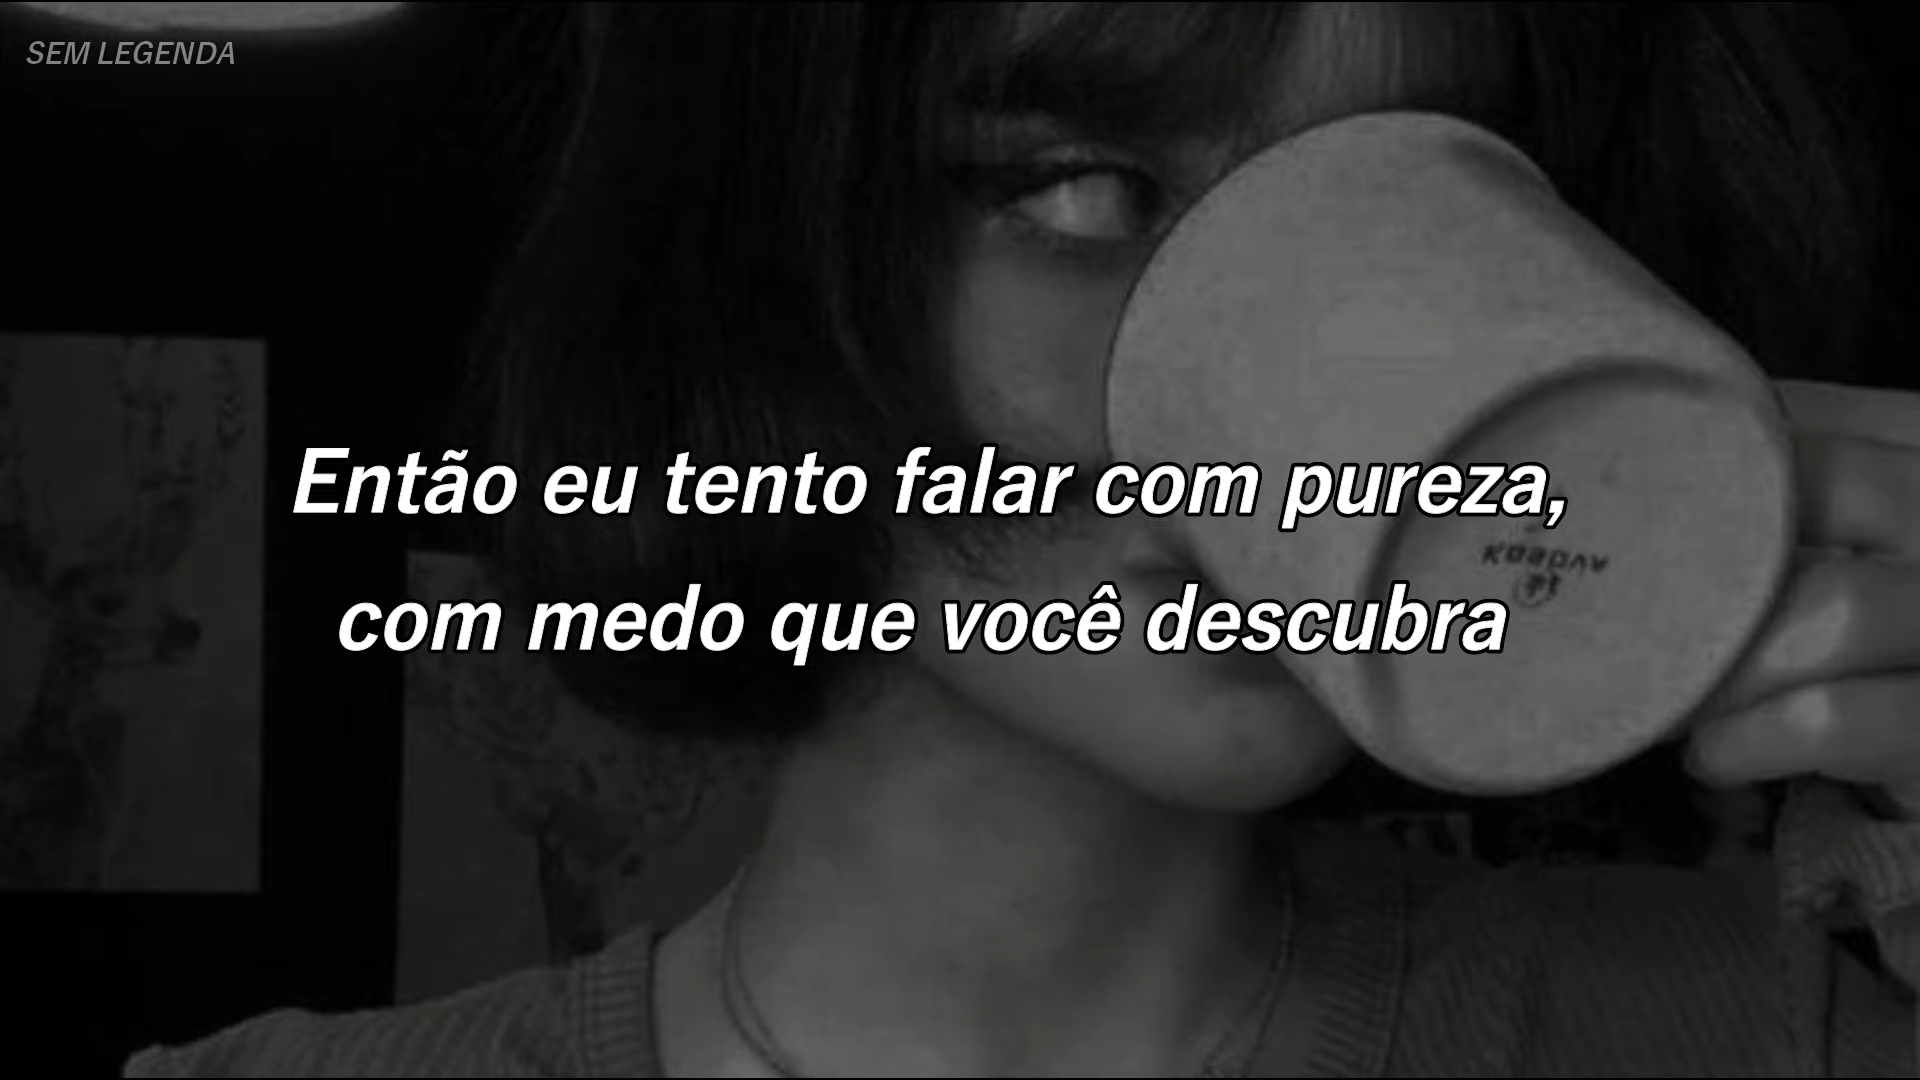 SEM LEGENDA
Então eu tento falar com pureza,
com medo que você descubra